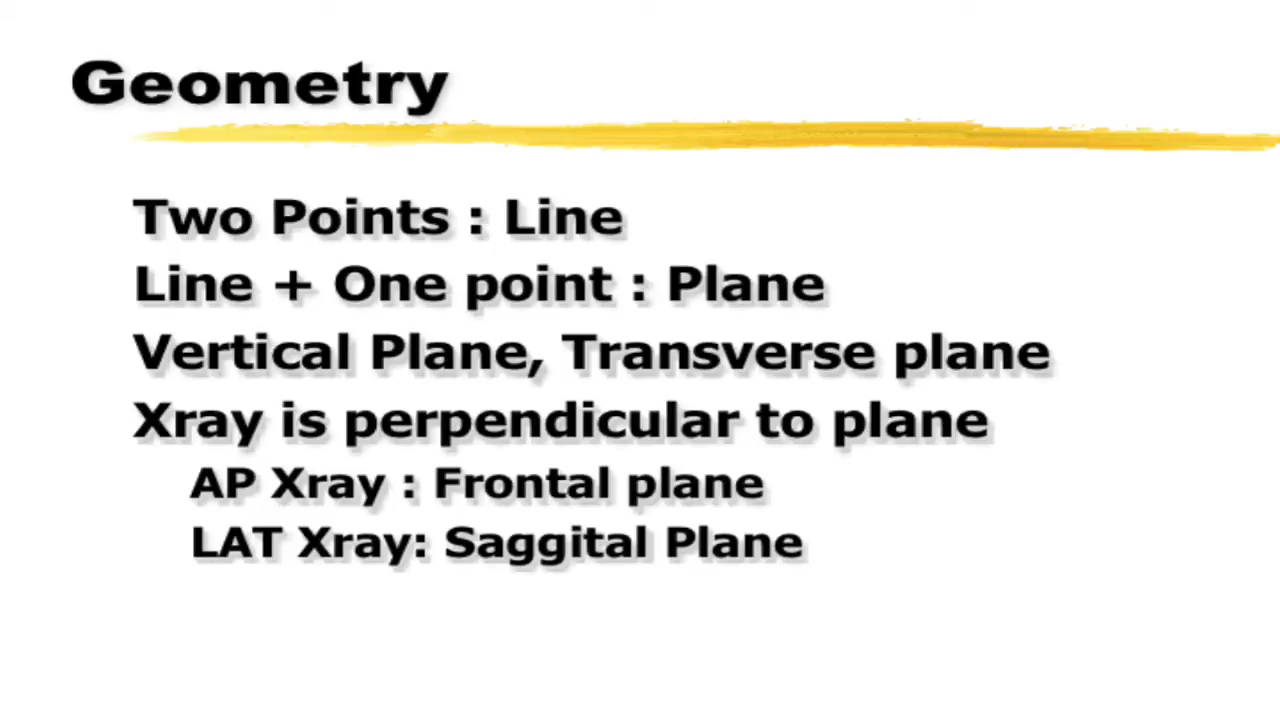 Geometry
Two Points : Line
Line + One point : Plane
Vertical Plane, Transverse plane
Xray is perpendicular to plane
AP Xray : Frontal plane
LAT Xray: Saggital Plane